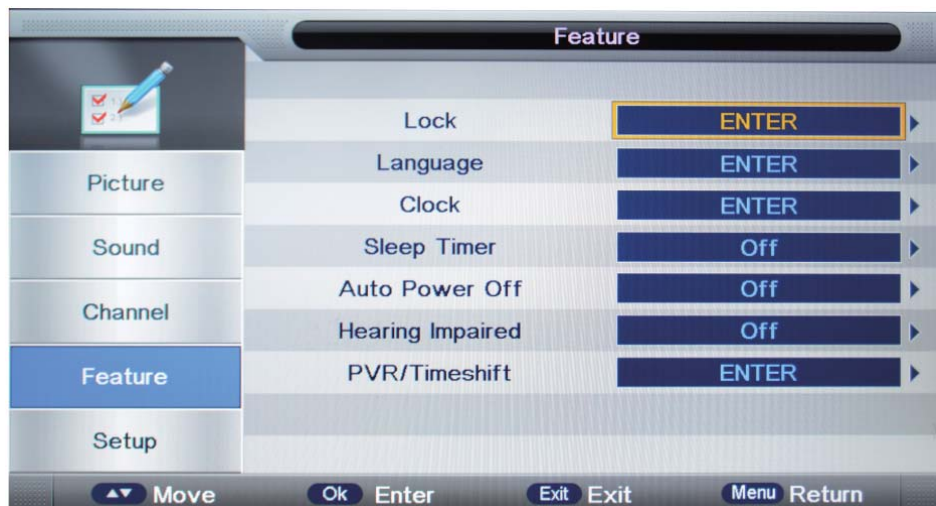 Feature
Lock ENTER
Language ENTER
Clock ENTER
Sleep Timer Off
Auto Power Off Off
Hearing Impaired Off
PVR/Timeshift ENTER
Picture
Sound
Channel
Feature
Setup
Move Ok Enter Exit Exit Menu Return